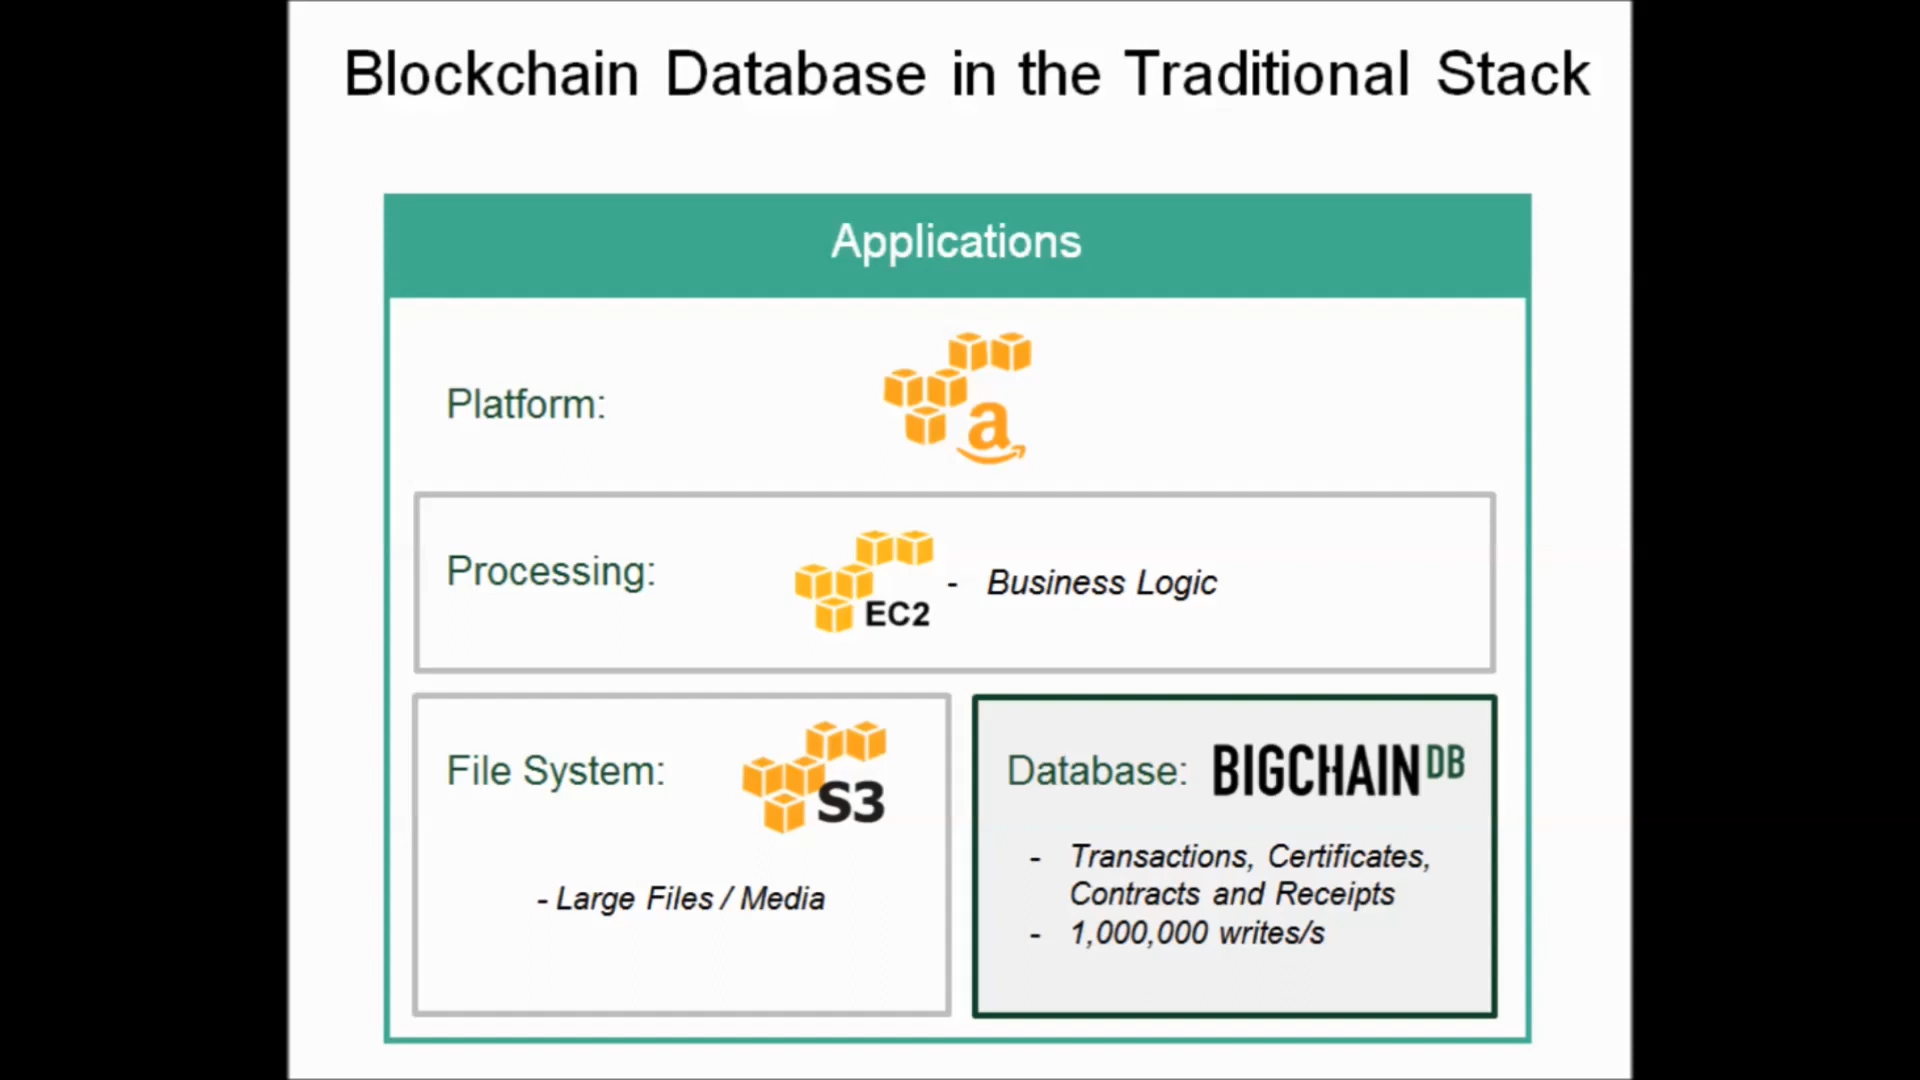 Blockchain Database in the Traditional Stack
Applications
Platform:
a
Processing:
EC2
- Business Logic
File System:
S3
- Large Files / Media
Database: BIGCHAINDB
- Transactions, Certificates,
Contracts and Receipts
- 1,000,000 writes/s